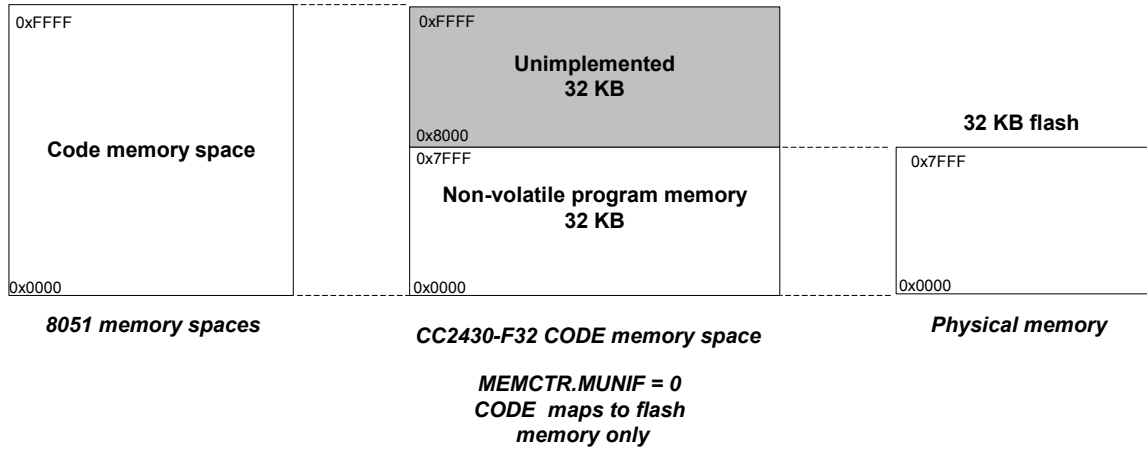 0xFFFF
Code memory space
0x0000
8051 memory spaces
0xFFFF
Unimplemented
32 KB
0x8000
0x7FFF
Non-volatile program memory
32 KB
0x0000
CC2430-F32 CODE memory space
MEMCTR.MUNIF = 0
CODE maps to flash
memory only
32 KB flash
0x7FFF
0x0000
Physical memory